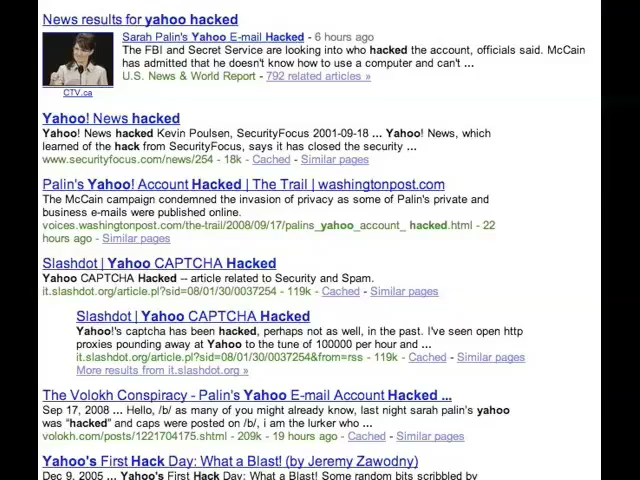 News results for yahoo hacked
Sarah Palin's Yahoo E-mail Hacked - 6 hours ago
The FBI and Secret Service are looking into who hacked the account, officials said. McCain
has admitted that he doesn't know how to use a computer and can't ...
U.S. News & World Report - 792 related articles »
CTV.ca
Yahoo! News hacked
Yahoo! News hacked Kevin Poulsen, SecurityFocus 2001-09-18 ... Yahoo! News, which
learned of the hack from SecurityFocus, says it has closed the security ...
www.securityfocus.com/news/254 - 18k - Cached - Similar pages
Palin's Yahoo! Account Hacked | The Trail | washingtonpost.com
The McCain campaign condemned the invasion of privacy as some of Palin's private and
business e-mails were published online.
voices.washingtonpost.com/the-trail/2008/09/17/palins_yahoo_account_ hacked.html - 22
hours ago - Similar pages
Slashdot | Yahoo CAPTCHA Hacked
Yahoo CAPTCHA Hacked -- article related to Security and Spam.
it.slashdot.org/article.pl?sid=08/01/30/0037254 - 119k - Cached - Similar pages
Slashdot | Yahoo CAPTCHA Hacked
Yahoo!'s captcha has been hacked, perhaps not as well, in the past. I've seen open http
proxies pounding away at Yahoo to the tune of 100000 per hour and ...
it.slashdot.org/article.pl?sid=08/01/30/0037254&from=rss - 119k - Cached - Similar pages
More results from it.slashdot.org »
The Volokh Conspiracy - Palin's Yahoo E-mail Account Hacked ...
Sep 17, 2008 ... Hello, /b/ as many of you might already know, last night sarah palin's yahoo
was “hacked” and caps were posted on /b/, i am the lurker who ...
volokh.com/posts/1221704175.shtml - 209k - 19 hours ago - Cached - Similar pages
Yahoo's First Hack Day: What a Blast! (by Jeremy Zawodny)
Dec 9, 2005 ... Yahoo's First Hack Day: What a Blast! Some random bits scribbled by